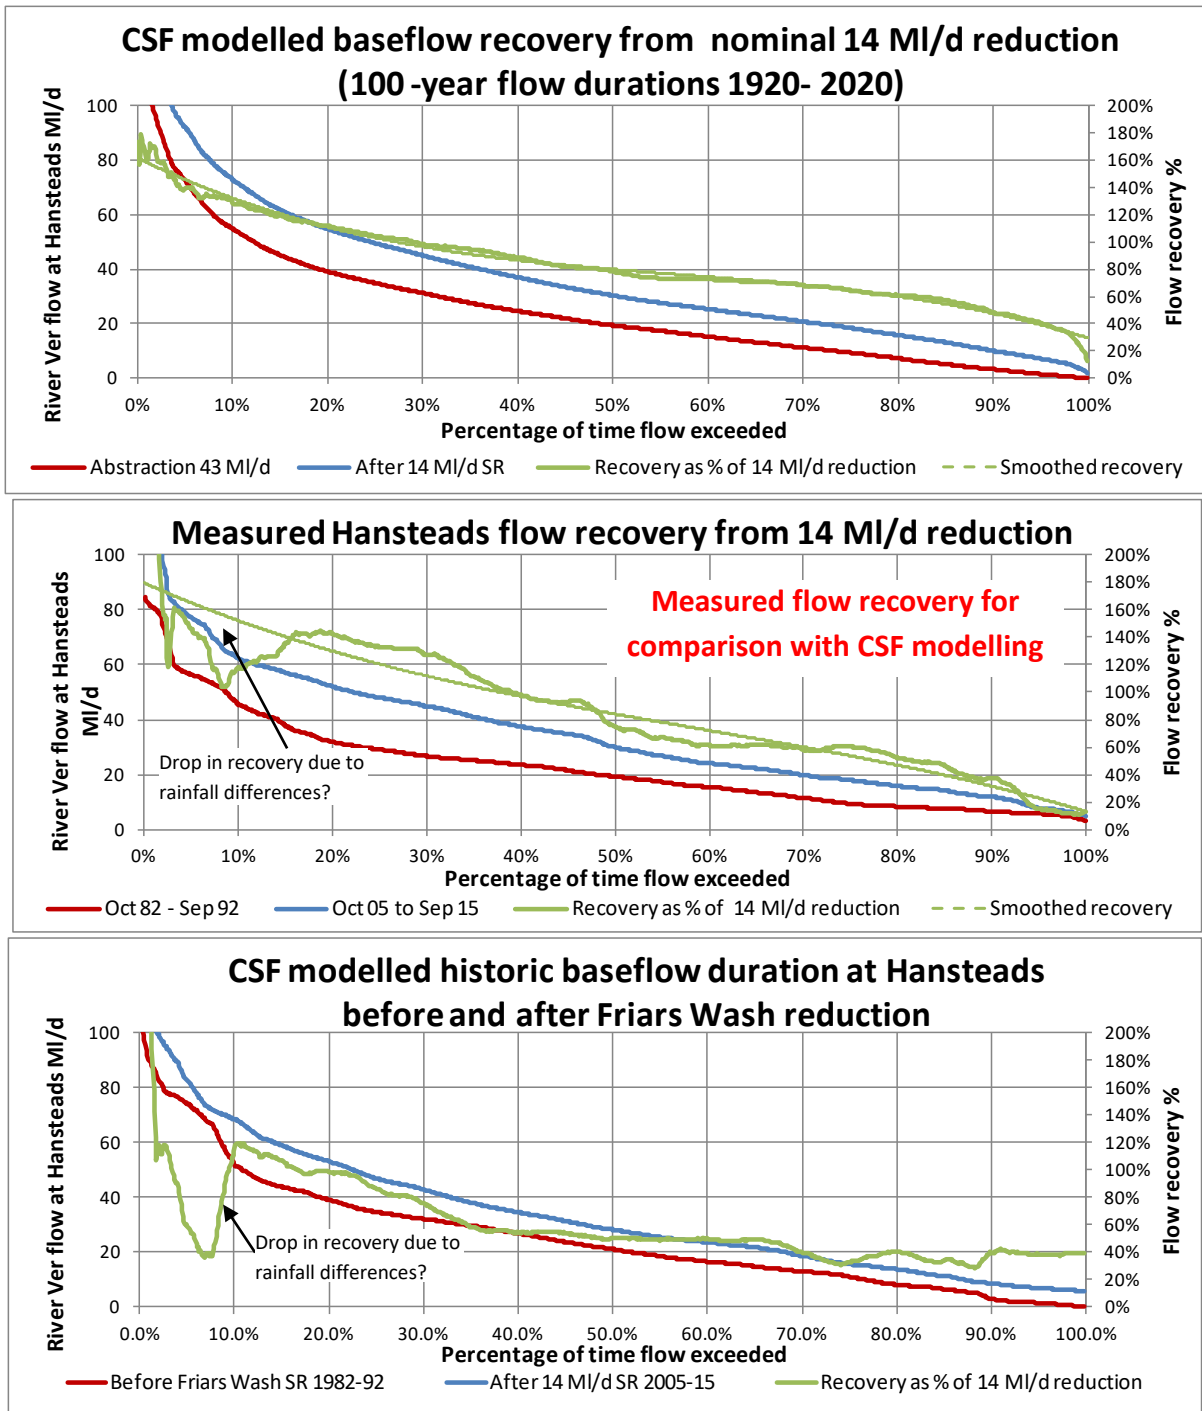 CSF modelled baseflow recovery from nominal 14 Ml/d reduction
(100 -year flow durations 1920- 2020)
River Ver flow at Hansteads Ml/d
100
80
60
40
20
0
200%
180%
160%
140%
120%
100%
80%
60%
40%
20%
0%
Flow recovery %
0% 10% 20% 30% 40% 50% 60% 70% 80% 90% 100%
Percentage of time flow exceeded
Abstraction 43 Ml/d After 14 Ml/d SR Recovery as % of 14 Ml/d reduction Smoothed recovery
Measured Hansteads flow recovery from 14 Ml/d reduction
River Ver flow at Hansteads
Ml/d
100
80
60
40
20
0
Measured flow recovery for
comparison with CSF modelling
Drop in recovery due to
rainfall differences?
200%
180%
160%
140%
120%
100%
80%
60%
40%
20%
0%
Flow recovery %
0% 10% 20% 30% 40% 50% 60% 70% 80% 90% 100%
Percentage of time flow exceeded
Oct 82 - Sep 92 Oct 05 to Sep 15 Recovery as % of 14 Ml/d reduction Smoothed recovery
CSF modelled historic baseflow duration at Hansteads
before and after Friars Wash reduction
River Ver flow at Hansteads Ml/d
100
80
60
40
20
0
Drop in recovery due to
rainfall differences?
200%
180%
160%
140%
120%
100%
80%
60%
40%
20%
0%
Flow recovery %
0.0% 10.0% 20.0% 30.0% 40.0% 50.0% 60.0% 70.0% 80.0% 90.0% 100.0%
Percentage of time flow exceeded
Before Friars Wash SR 1982-92 After 14 Ml/d SR 2005-15 Recovery as % of 14 Ml/d reduction